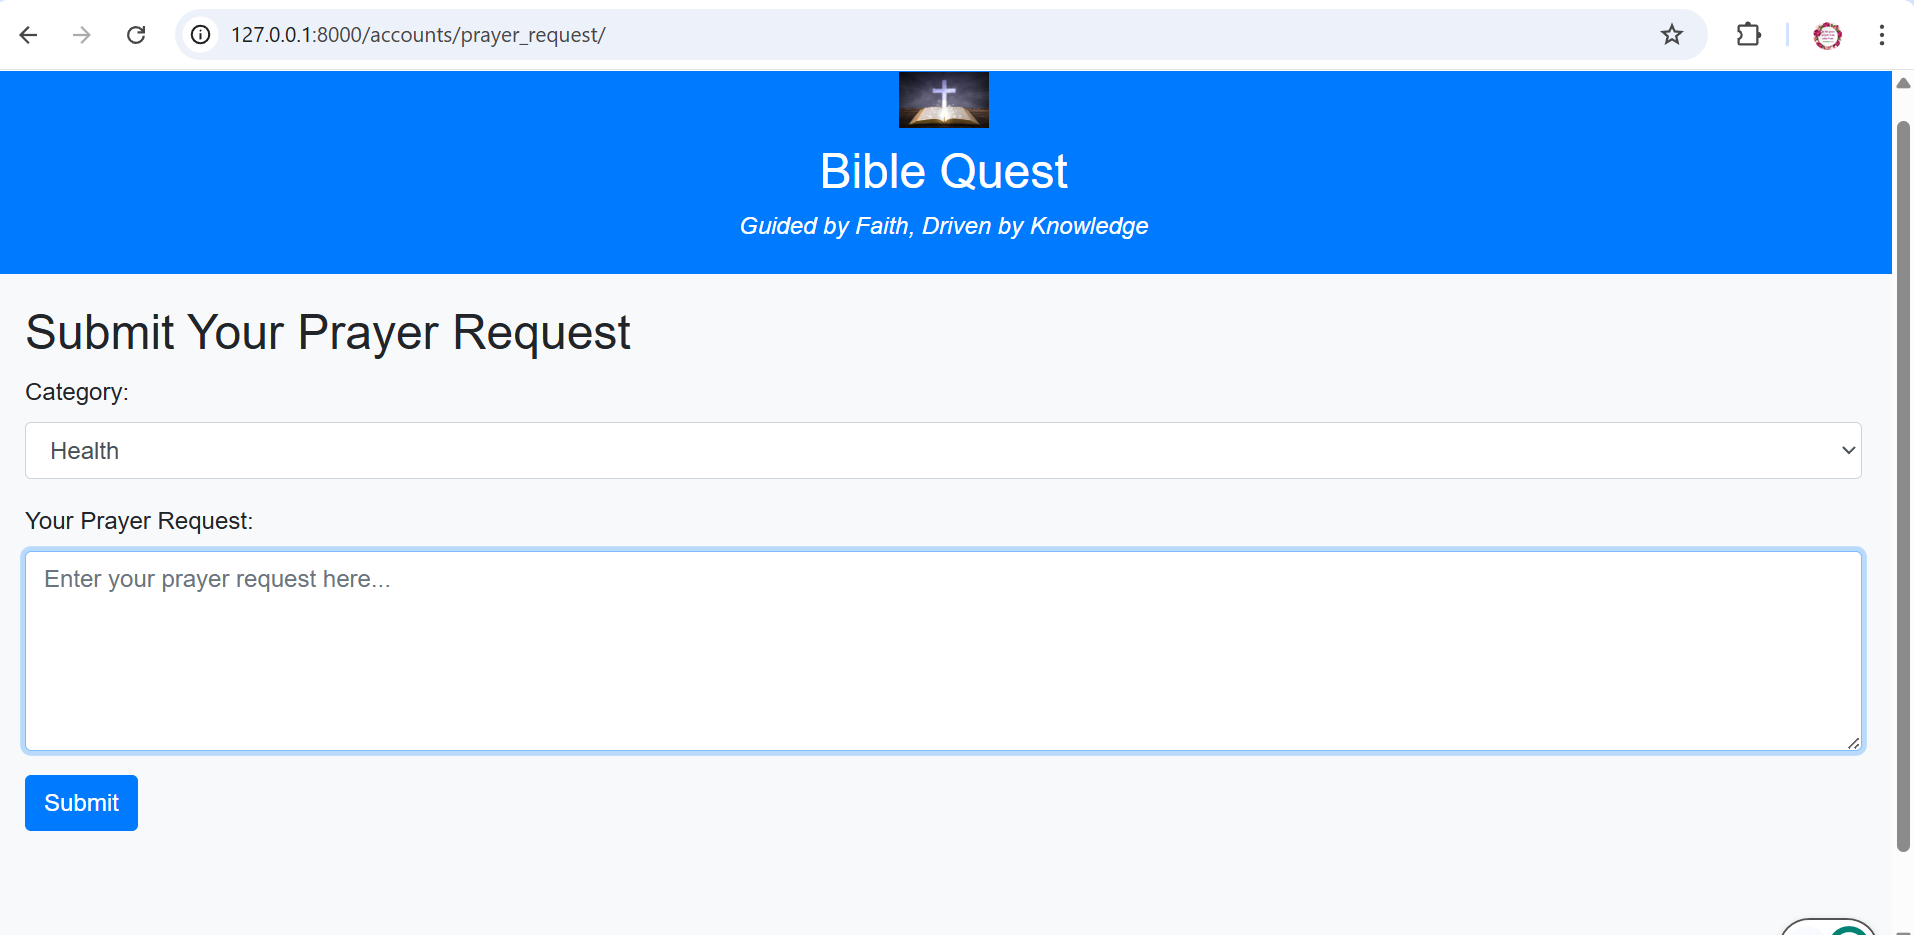 127.0.0.1:8000/accounts/prayer_request/
Bible Quest
Guided by Faith, Driven by Knowledge
Submit Your Prayer Request
Category:
Health
Your Prayer Request:
Enter your prayer request here...
Submit